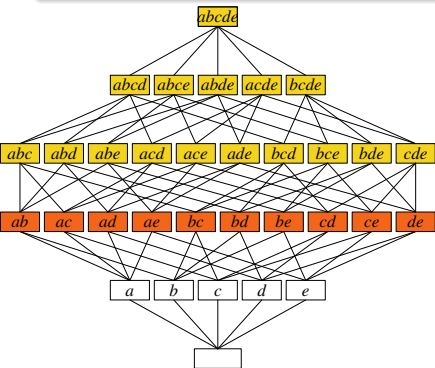 abcde
abcd abce abde acde bcde
abc abd abe acd ace ade bcd bce bde cde
ab ac ad ae bc bd be cd ce de
a b c d e